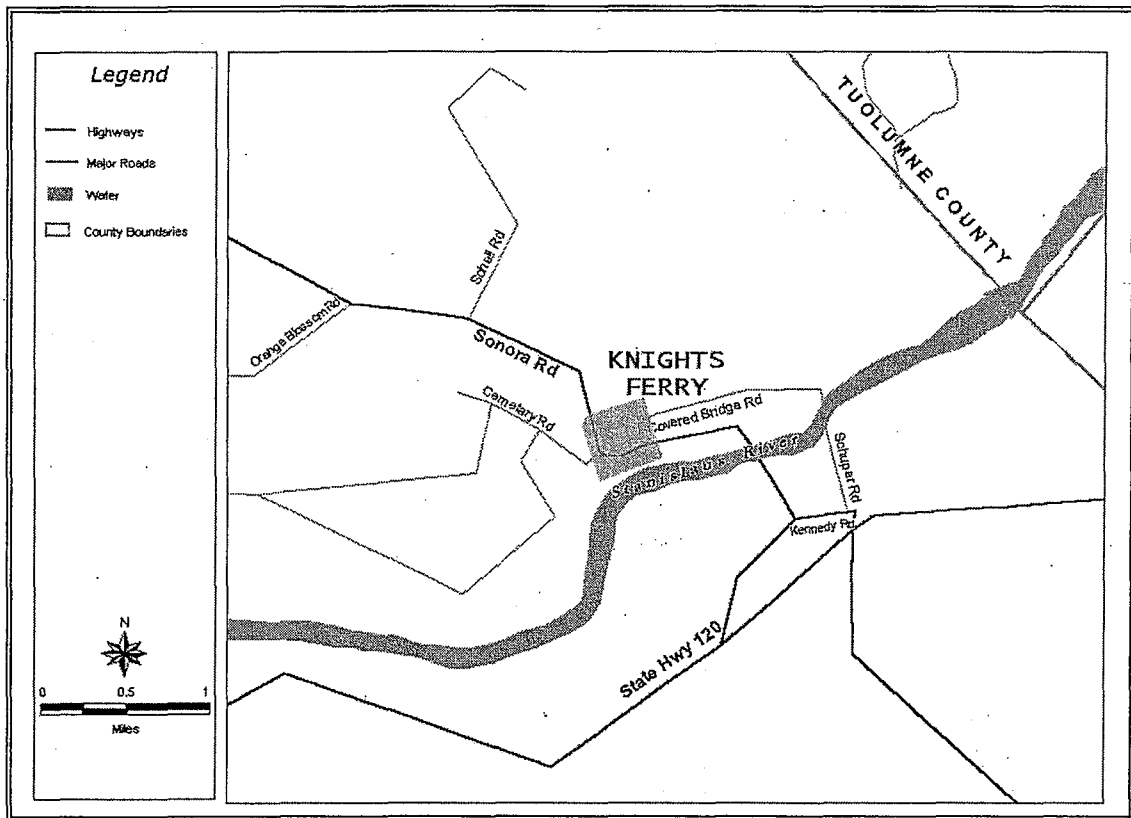 Legend
Highways
Major Roads
Water
County Boundaries
N
0 0.5 1
Miles
TUOLUMNE COUNTY
Schell Rd
Orange Blossom Rd
Sonora Rd
KNIGHTS
FERRY
Cemetary Rd
Covered Bridge Rd
Stanislaus River
Schupar Rd
Kennedy Rd
State Hwy 120